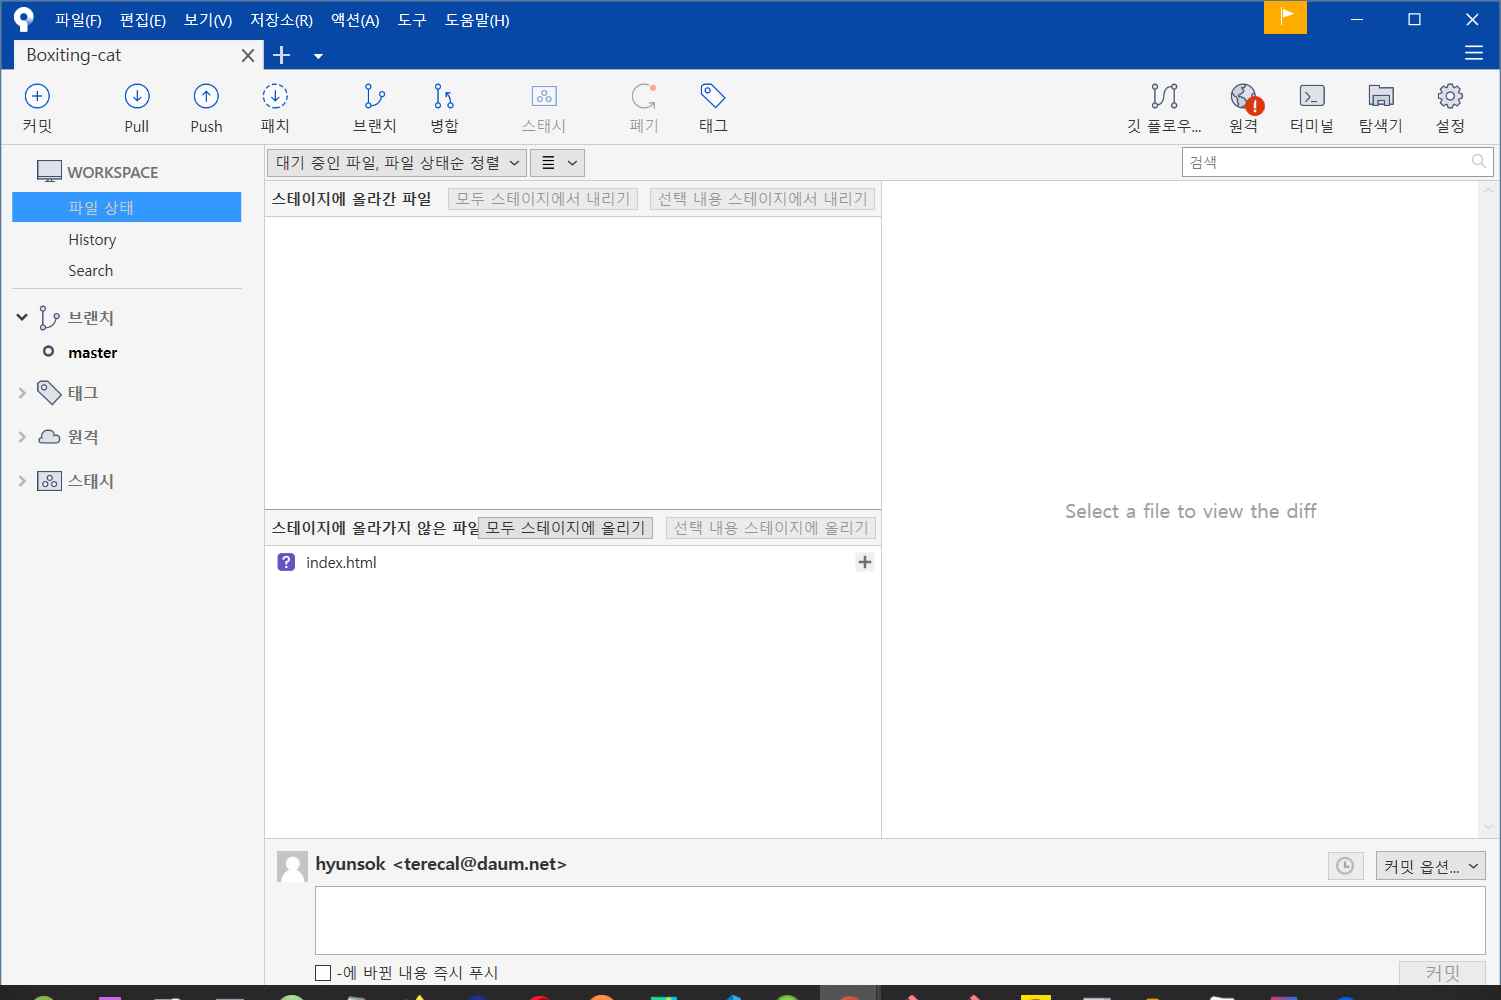 파일(F) 편집(E) 보기(V) 저장소(R) 액션(A) 도구 도움말(H)
Boxiting-cat
커밋 Pull Push 패치 브랜치 병합 스태시 폐기 태그 깃 플로우... 원격 터미널 탐색기 설정
WORKSPACE
파일 상태
History
Search
브랜치
master
태그
원격
스태시
대기 중인 파일, 파일 상태순 정렬
검색
스테이지에 올라간 파일 모두 스테이지에서 내리기 선택 내용 스테이지에서 내리기
스테이지에 올라가지 않은 파일 모두 스테이지에 올리기 선택 내용 스테이지에 올리기
? index.html
Select a file to view the diff
hyunsok <terecal@daum.net>
커밋 옵션...
-에 바뀐 내용 즉시 푸시
커밋